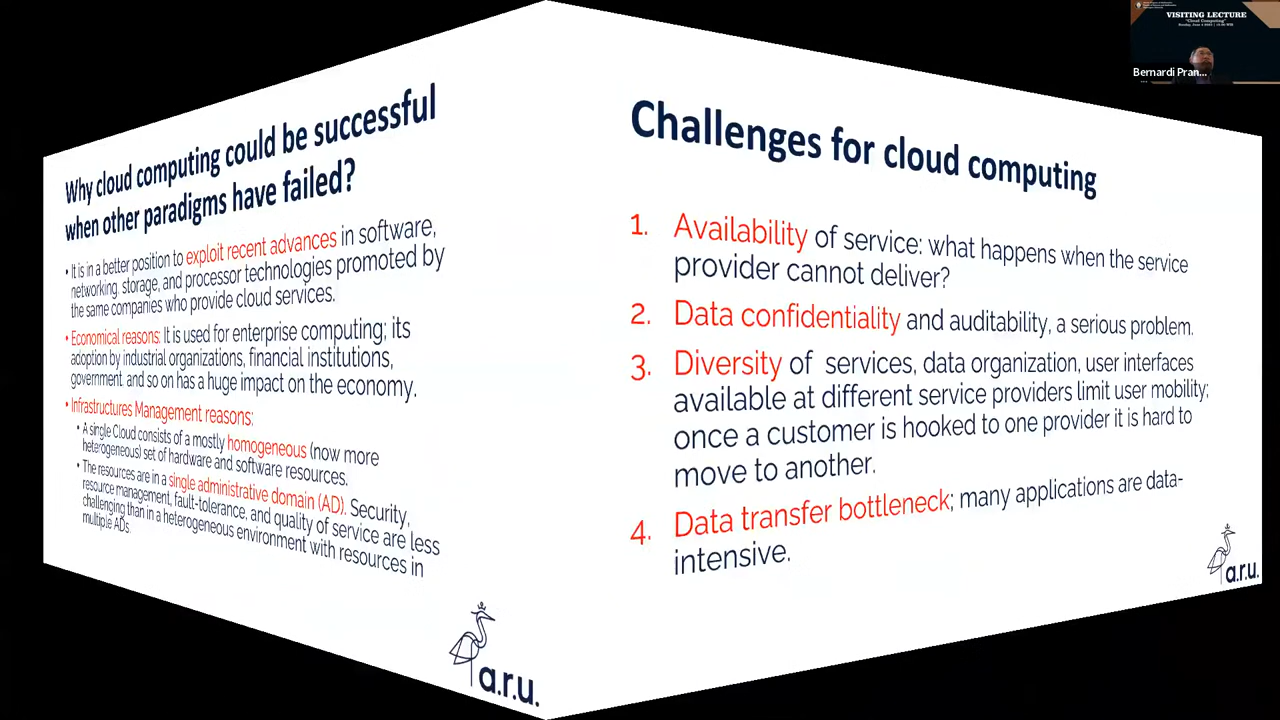 Why cloud computing could be successful
when other paradigms have failed?
• It is in a better position to exploit recent advances in software,
networking, storage, and processor technologies promoted by
the same companies who provide cloud services.
• Economical reasons: It is used for enterprise computing; its
adoption by industrial organizations, financial institutions,
government and so on has a huge impact on the economy.
• Infrastructures Management reasons:
• A single Cloud consists of a mostly homogeneous (now more
heterogeneous) set of hardware and software resources.
• The resources are in a single administrative domain (AD). Security,
resource management, fault-tolerance, and quality of service are less
challenging than in a heterogeneous environment with resources in
multiple ADs.
a.r.u.
Challenges for cloud computing
1. Availability of service: what happens when the service
provider cannot deliver?
2. Data confidentiality and auditability, a serious problem.
3. Diversity of services, data organization, user interfaces
available at different service providers limit user mobility;
once a customer is hooked to one provider it is hard to
move to another.
4. Data transfer bottleneck; many applications are data-
intensive.
a.r.u.
VISITING LECTURE
"Cloud Computing"
Bernardi Pran...